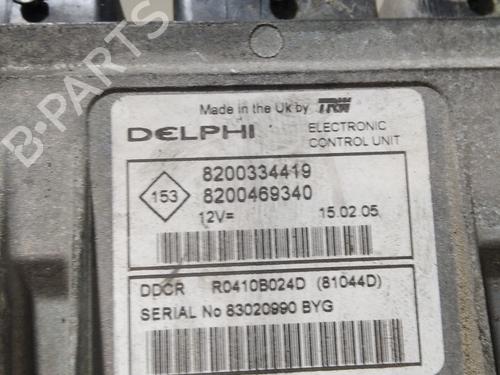 B-PARTS
Made in the Uk by TRW
DELPHI
ELECTRONIC
CONTROL UNIT
153
8200334419
8200469340
12V=
15.02.05
DDCR R0410B024D (81044D)
SERIAL No 83020990 BYG